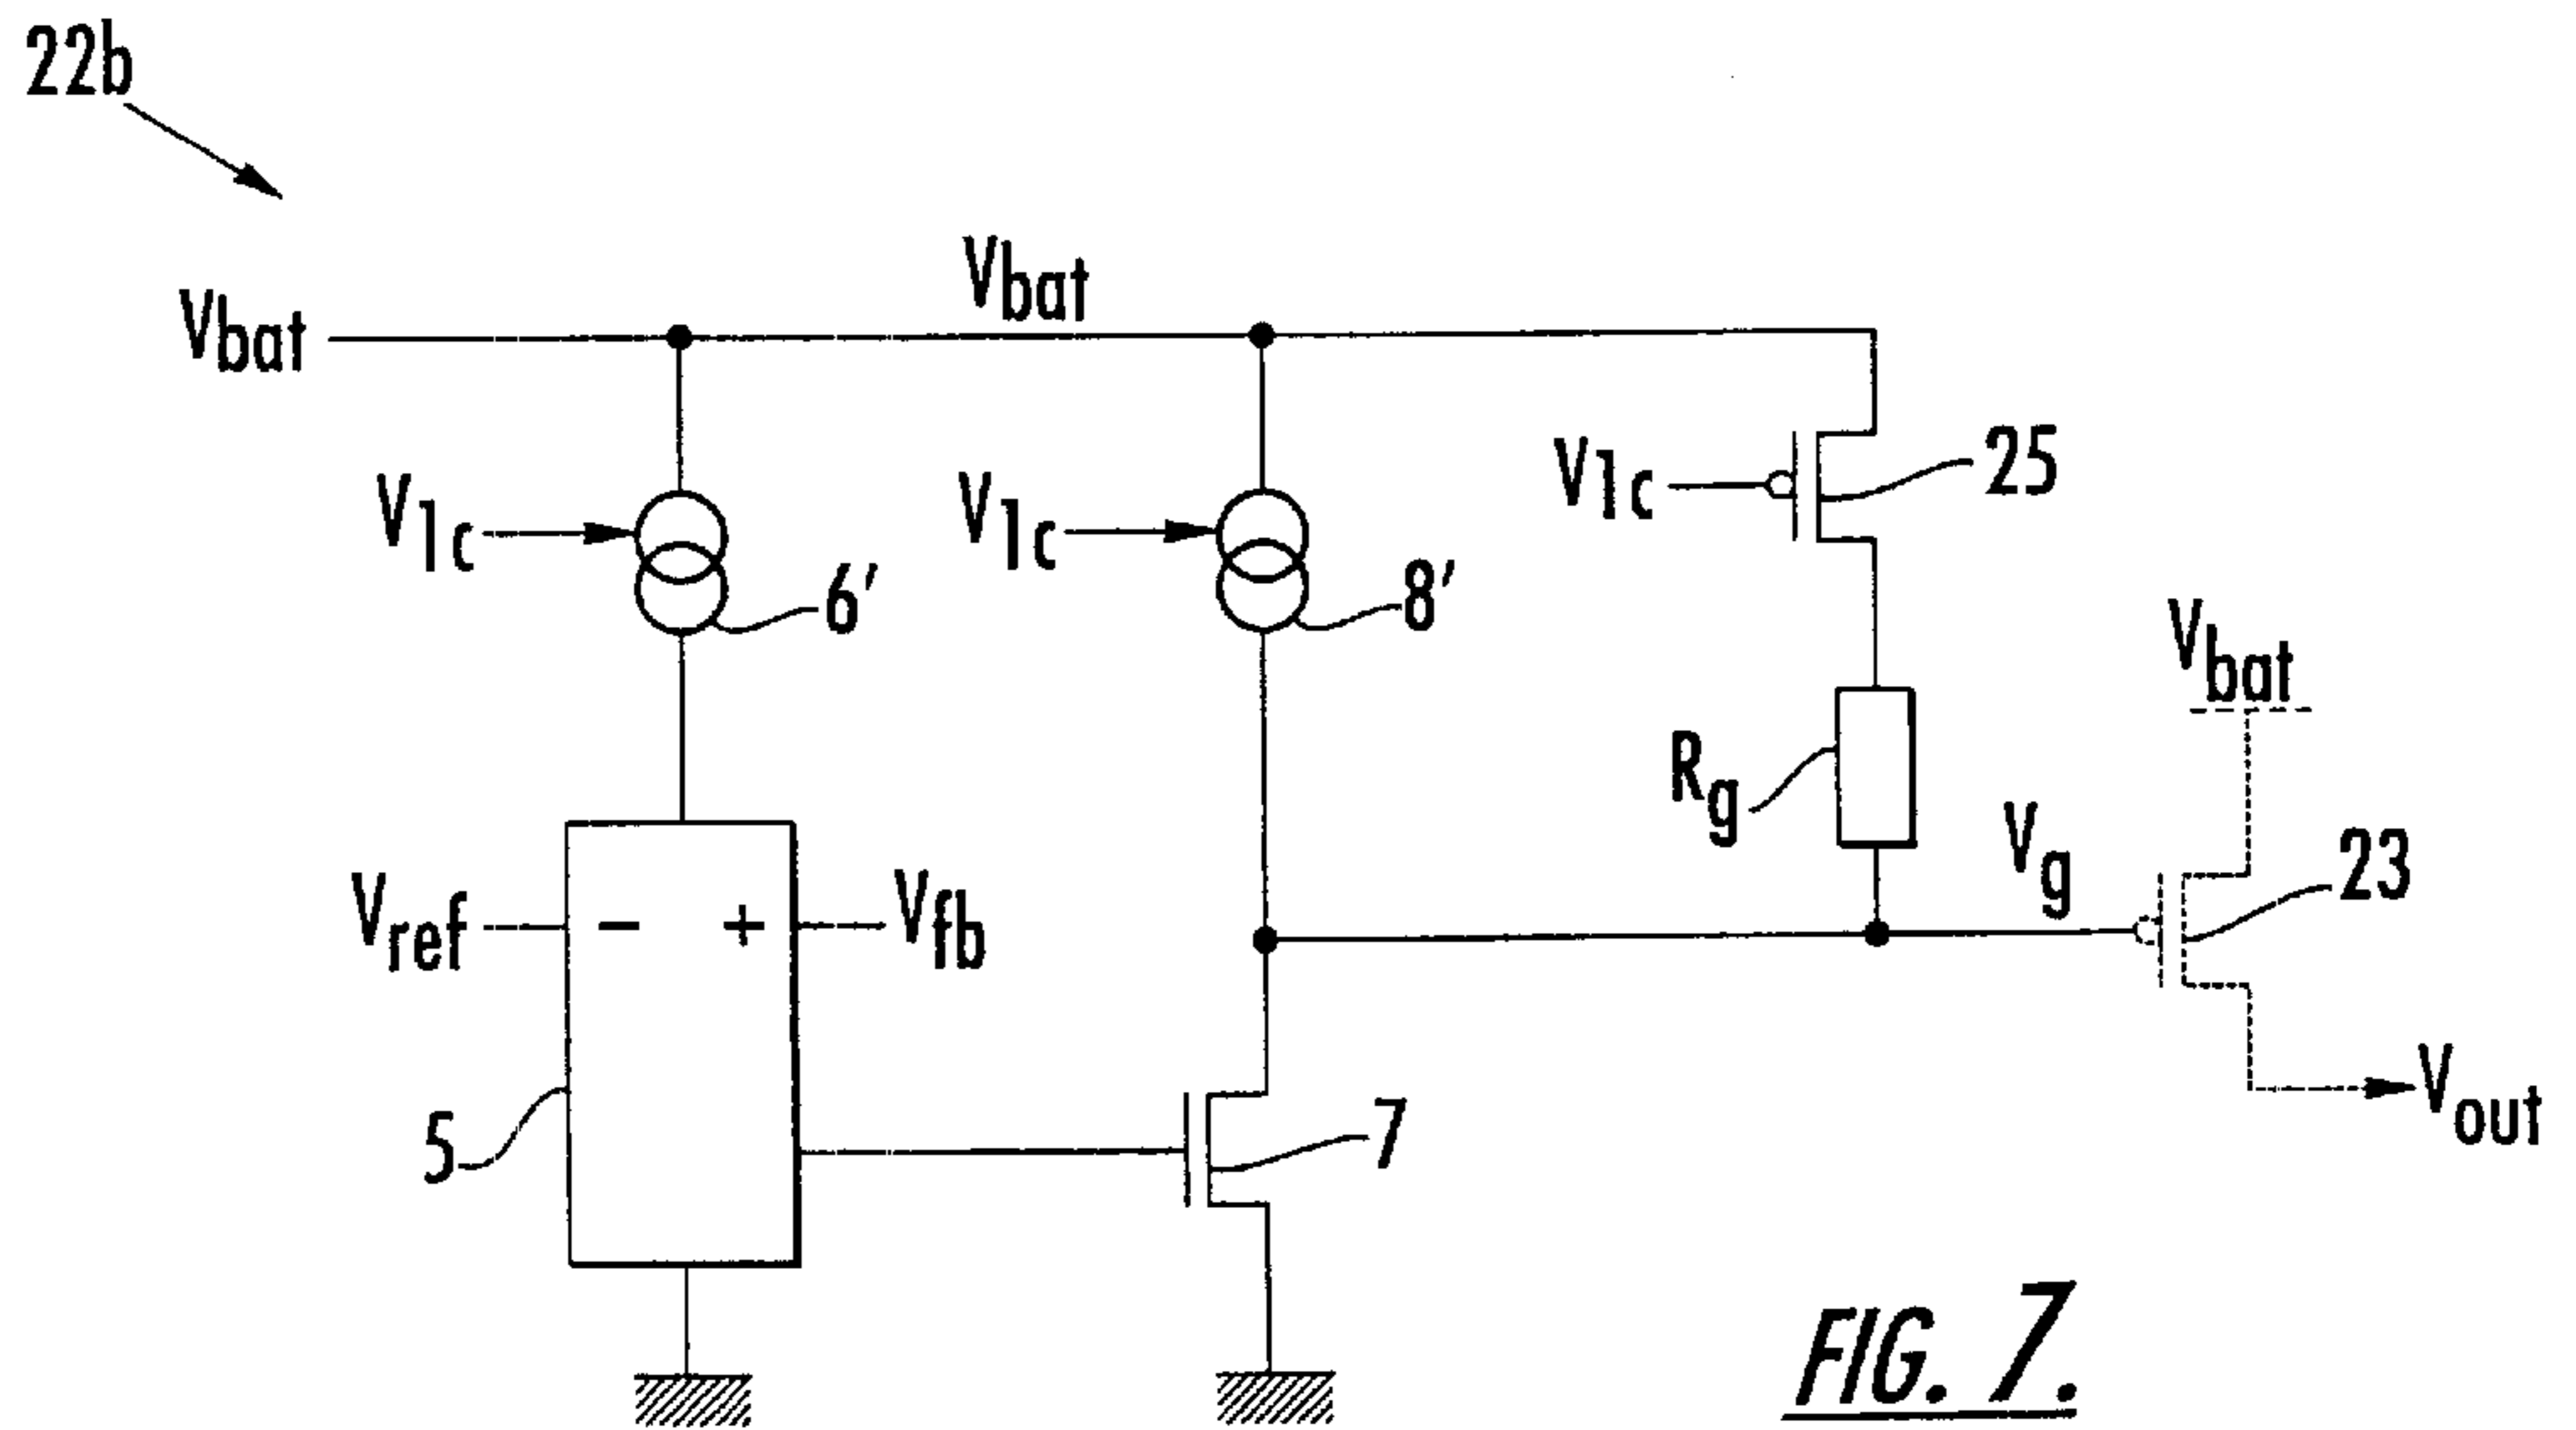 22b
Vbat
Vbat
V1c
6'
V1c
8'
V1c
25
Rg
Vg
Vbat
23
Vref
−
+
Vfb
5
7
Vout
FIG. 7.